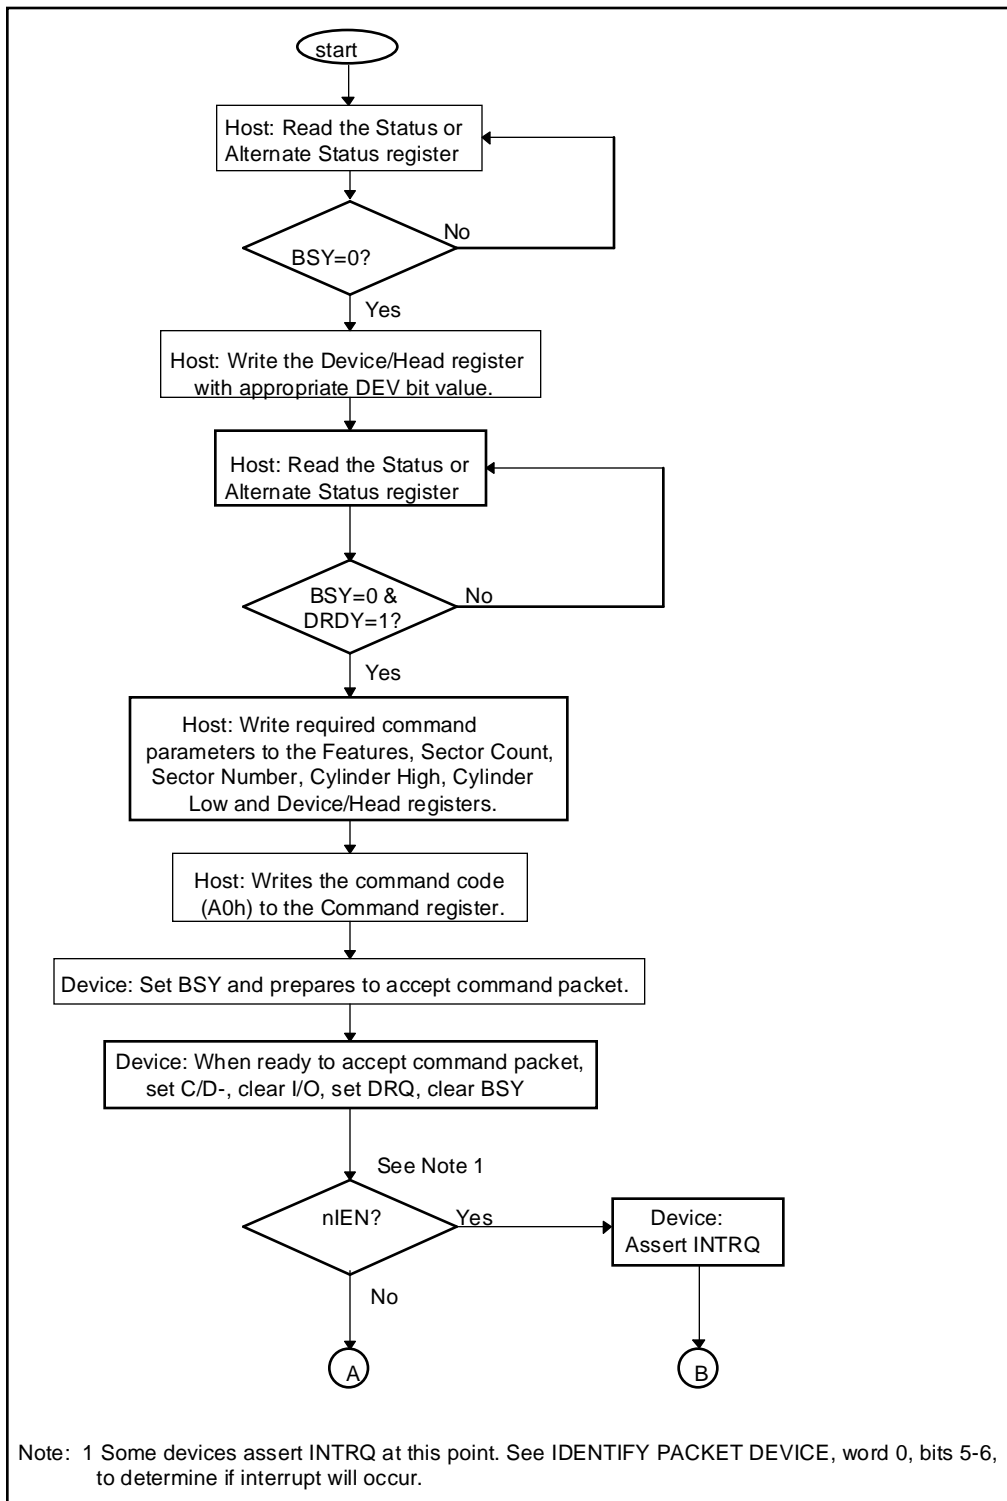 start
Host: Read the Status or
Alternate Status register
No
BSY=0?
Yes
Host: Write the Device/Head register
with appropriate DEV bit value.
Host: Read the Status or
Alternate Status register
BSY=0 &
DRDY=1?
No
Yes
Host: Write required command
parameters to the Features, Sector Count,
Sector Number, Cylinder High, Cylinder
Low and Device/Head registers.
Host: Writes the command code
(A0h) to the Command register.
Device: Set BSY and prepares to accept command packet.
Device: When ready to accept command packet,
set C/D-, clear I/O, set DRQ, clear BSY
See Note 1
nIEN?
Yes
Device:
Assert INTRQ
No
A
B
Note: 1 Some devices assert INTRQ at this point. See IDENTIFY PACKET DEVICE, word 0, bits 5-6,
to determine if interrupt will occur.